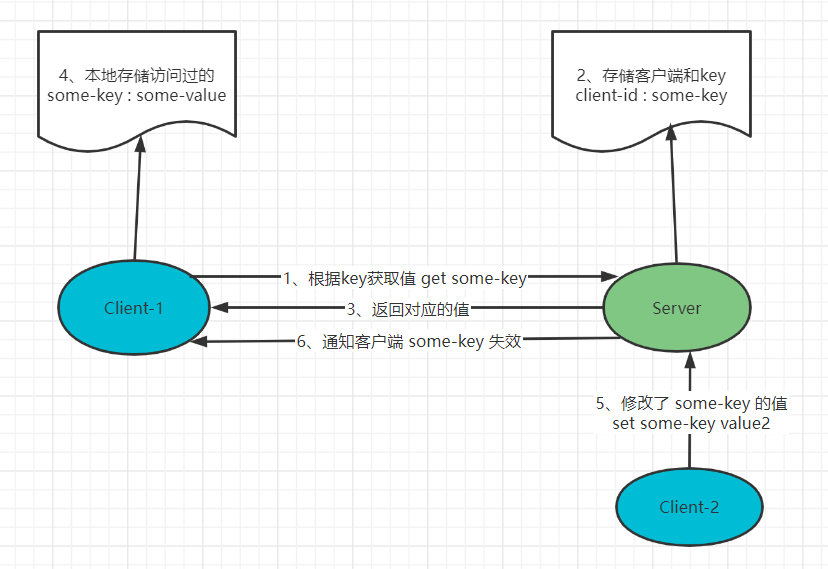 4、本地存储访问过的
some-key : some-value
2、存储客户端和key
client-id : some-key
1、根据key获取值 get some-key
Client-1
3、返回对应的值
Server
6、通知客户端 some-key 失效
5、修改了 some-key 的值
set some-key value2
Client-2